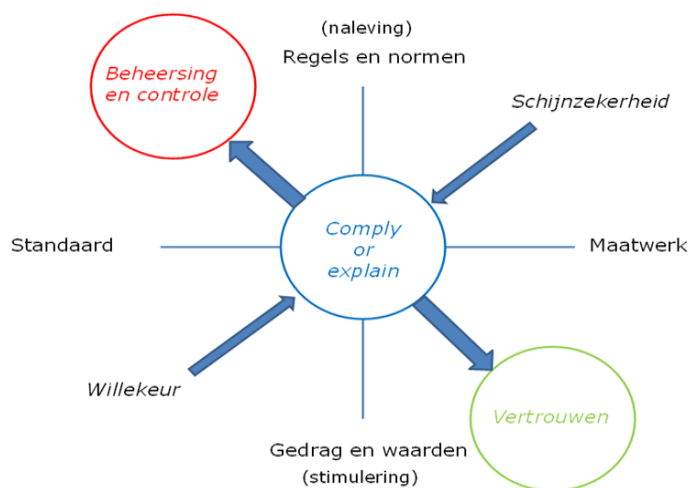 (naleving)
Regels en normen
Beheersing
en controle
Schijnzekerheid
Standaard
Comply
or
explain
Maatwerk
Willekeur
Vertrouwen
Gedrag en waarden
(stimulering)